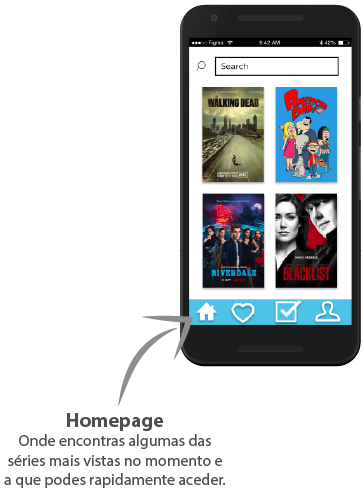 Figma 9:42 AM 42%
Search
WALKING DEAD
AMERICAN DAD!
RIVERDALE
THE BLACKLIST
Homepage
Onde encontras algumas das
séries mais vistas no momento e
a que podes rapidamente aceder.